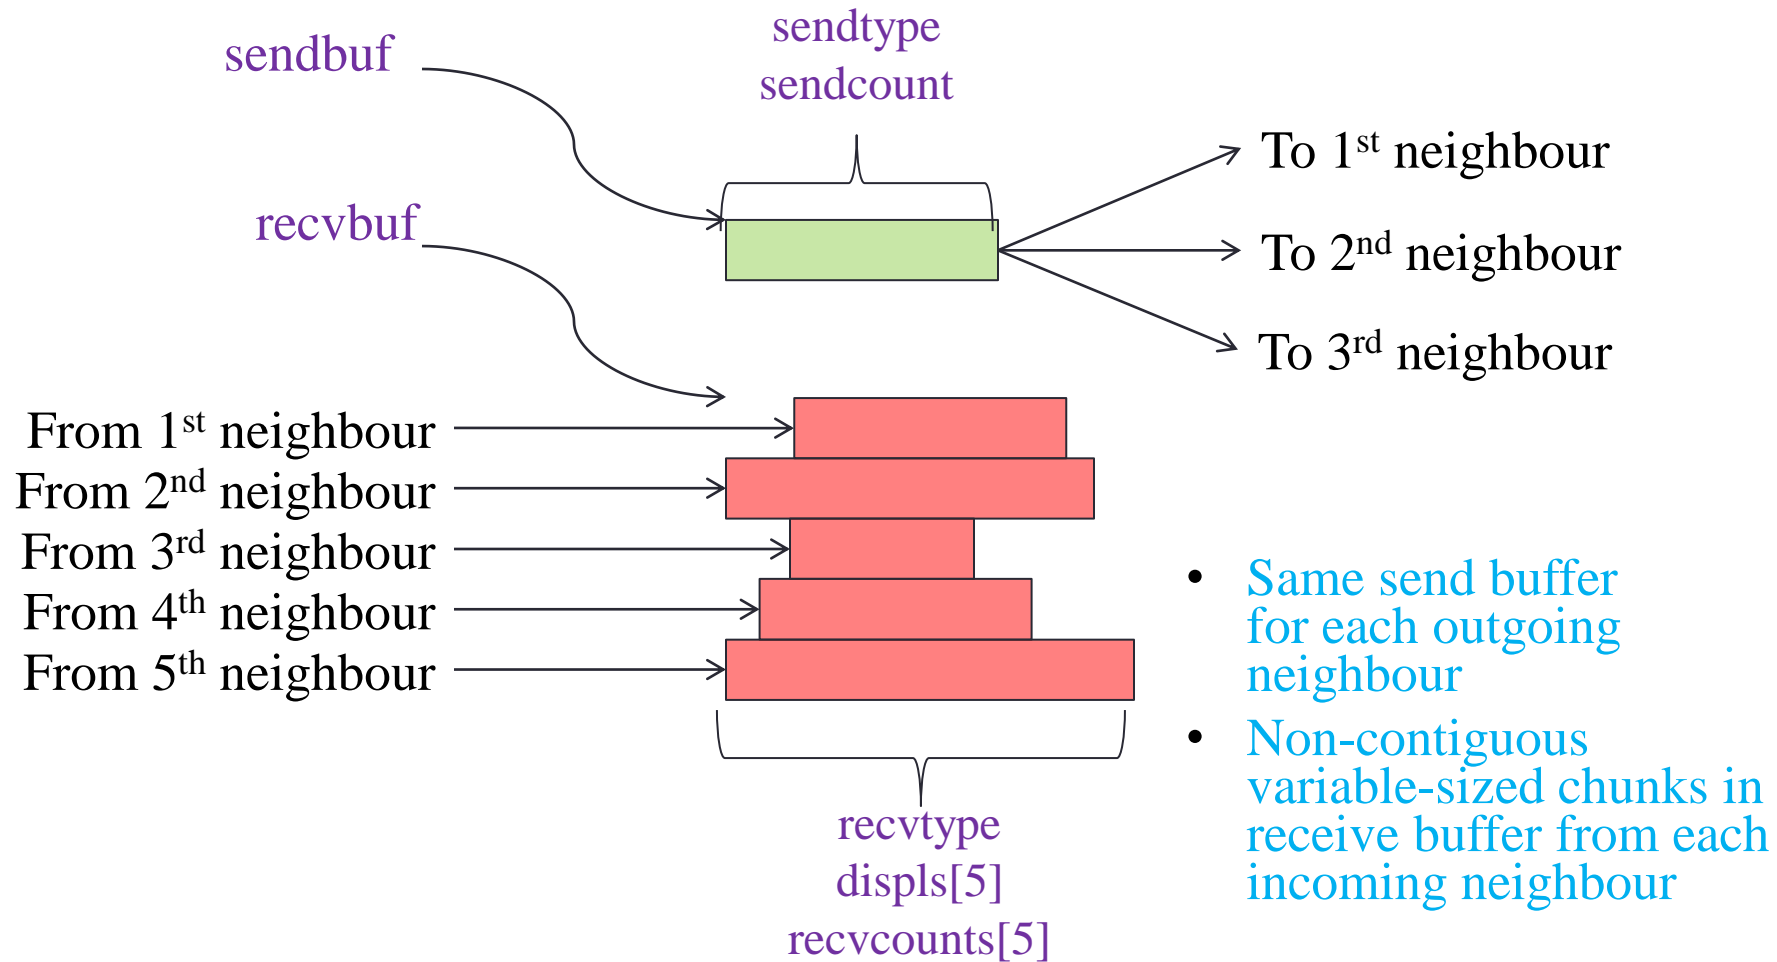 sendbuf
sendtype
sendcount
To 1st neighbour
recvbuf
To 2nd neighbour
To 3rd neighbour
From 1st neighbour
From 2nd neighbour
From 3rd neighbour
From 4th neighbour
From 5th neighbour
• Same send buffer
for each outgoing
neighbour
• Non-contiguous
variable-sized chunks in
receive buffer from each
incoming neighbour
recvtype
displs[5]
recvcounts[5]